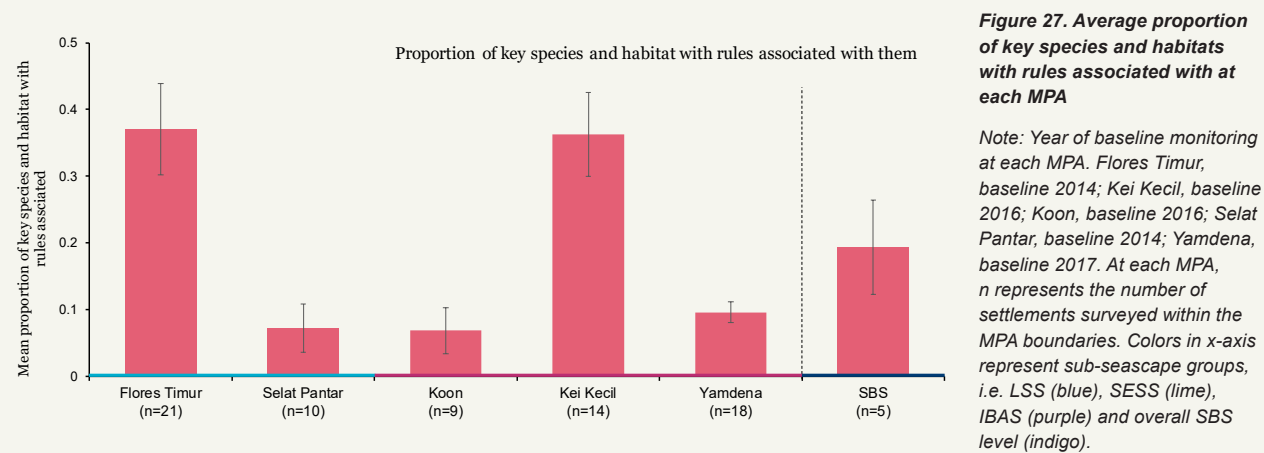 Proportion of key species and habitat with rules associated with them
Mean proportion of key species and habitat with
rules assciated
0.5
0.4
0.3
0.2
0.1
0
Flores Timur
(n=21)
Selat Pantar
(n=10)
Koon
(n=9)
Kei Kecil
(n=14)
Yamdena
(n=18)
SBS
(n=5)
Figure 27. Average proportion
of key species and habitats
with rules associated with at
each MPA
Note: Year of baseline monitoring
at each MPA. Flores Timur,
baseline 2014; Kei Kecil, baseline
2016; Koon, baseline 2016; Selat
Pantar, baseline 2014; Yamdena,
baseline 2017. At each MPA,
n represents the number of
settlements surveyed within the
MPA boundaries. Colors in x-axis
represent sub-seascape groups,
i.e. LSS (blue), SESS (lime),
IBAS (purple) and overall SBS
level (indigo).